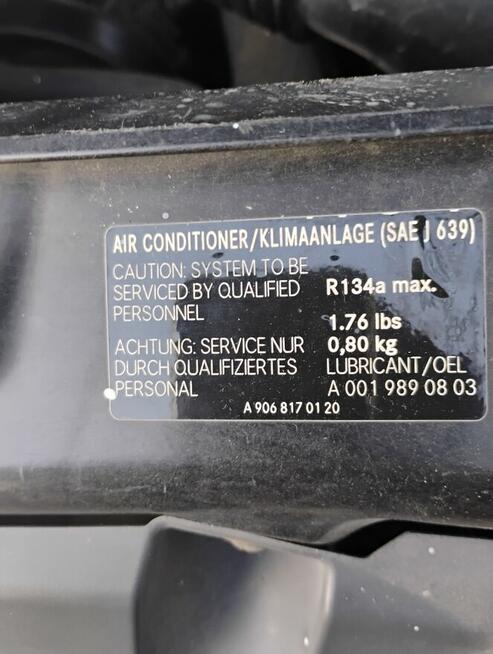 AIR CONDITIONER/KLIMAANLAGE (SAE J 639)
CAUTION: SYSTEM TO BE
SERVICED BY QUALIFIED
PERSONNEL
R134a max.
1.76 lbs
ACHTUNG: SERVICE NUR
DURCH QUALIFIZIERTES
PERSONAL
0,80 kg
LUBRICANT/OEL
A 001 989 08 03
A 906 817 01 20